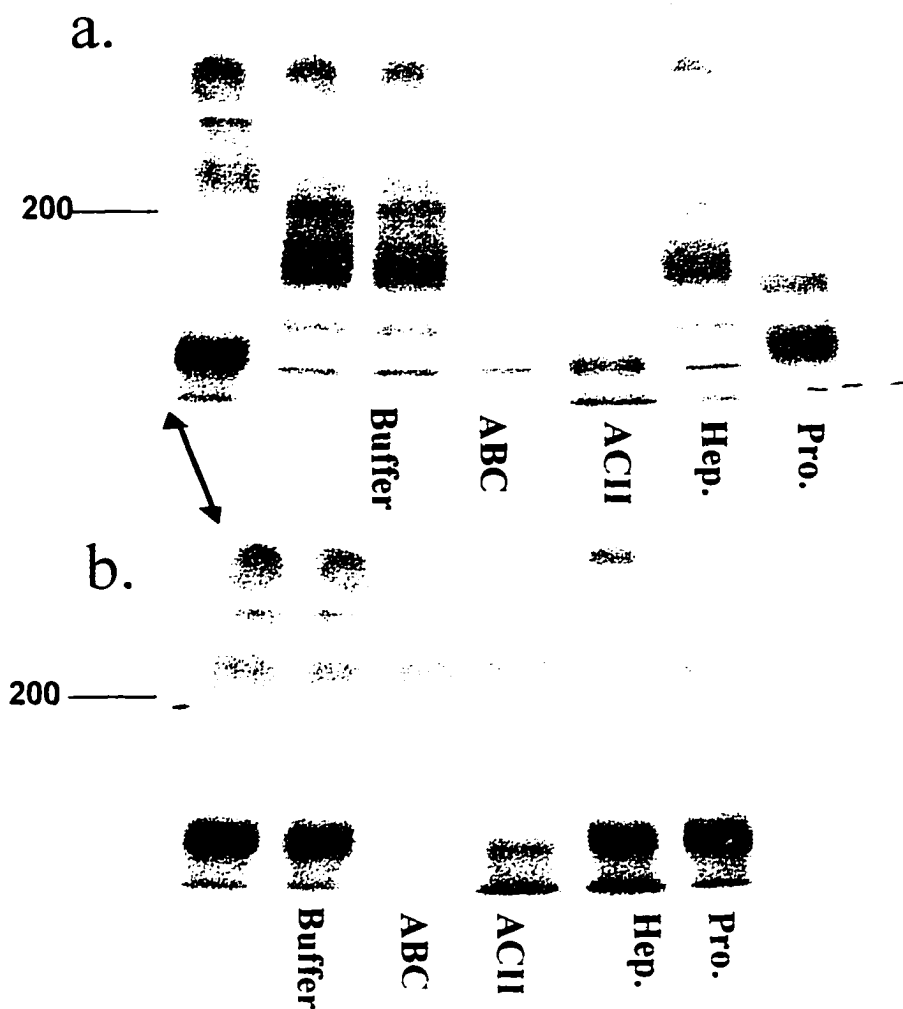 a.
200
Buffer
ABC
ACII
Hep.
Pro.
b.
200
Buffer
ABC
ACII
Hep.
Pro.